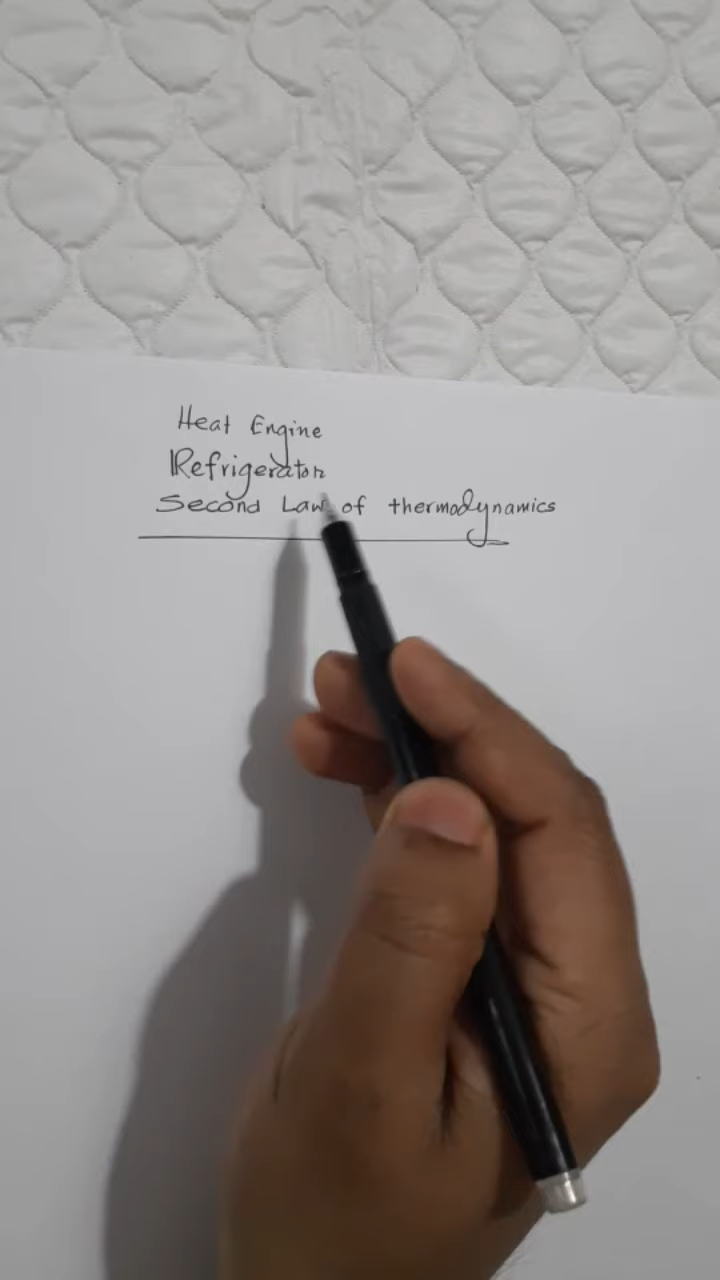 Heat Engine
Refrigerator
Second Law of thermodynamics